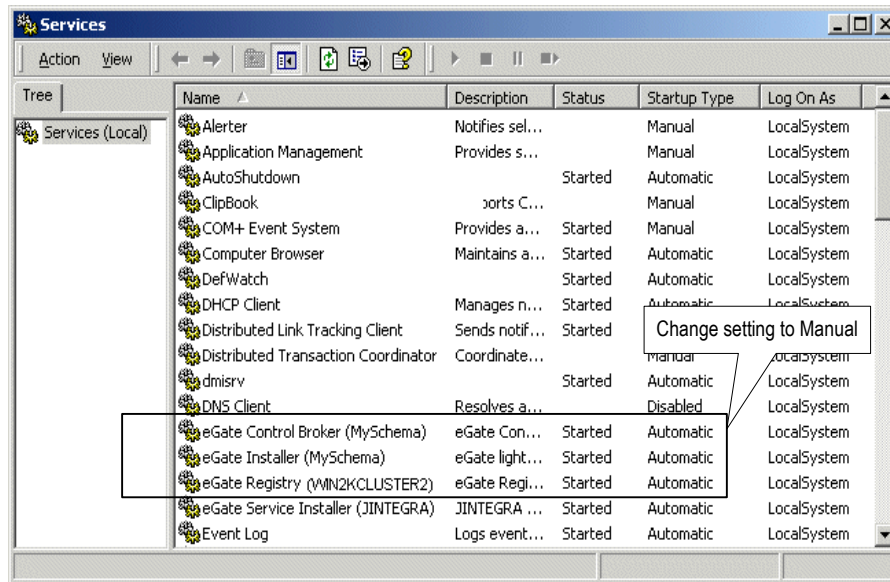 Services
Action View
Tree
Name Description Status Startup Type Log On As
Services (Local)
Alerter Notifies sel... Manual LocalSystem
Application Management Provides s... Manual LocalSystem
AutoShutdown Started Automatic LocalSystem
ClipBook orts C... Manual LocalSystem
COM+ Event System Provides a... Started Manual LocalSystem
Computer Browser Maintains a... Started Automatic LocalSystem
DefWatch Started Automatic LocalSystem
DHCP Client Manages n... Started Automatic LocalSystem
Distributed Link Tracking Client Sends notif... Started
Change setting to Manual
Distributed Transaction Coordinator Coordinate... Manual LocalSystem
dmisrv Started Automatic LocalSystem
DNS Client Resolves a... Disabled LocalSystem
eGate Control Broker (MySchema) eGate Con... Started Automatic LocalSystem
eGate Installer (MySchema) eGate light... Started Automatic LocalSystem
eGate Registry (WIN2KCLUSTER2) eGate Regi... Started Automatic LocalSystem
eGate Service Installer (JINTEGRA) JINTEGRA ... Started Automatic LocalSystem
Event Log Logs event... Started Automatic LocalSystem